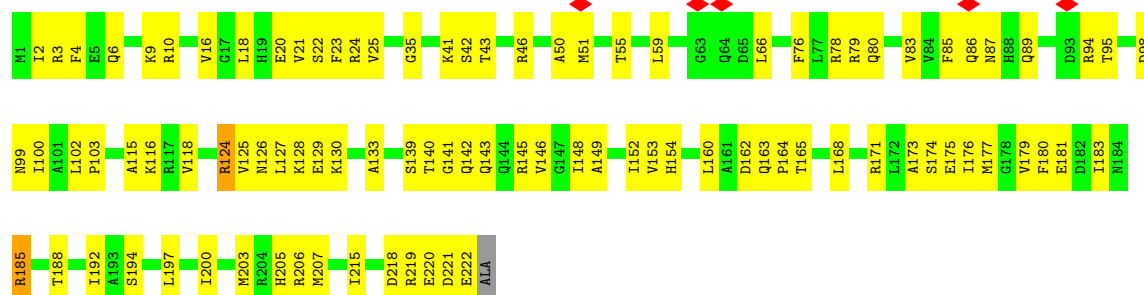 M1 I2 R3 F4 E5 Q6 K9 R10 V16 G17 L18 H19 E20 V21 S22 F23 R24 V25 G35 K41 S42 T43 R46 A50 M51 T55 L59 G63 Q64 D65 L66 F76 L77 R78 R79 Q80 V83 V84 F85 Q86 N87 H88 Q89 D93 R94 T95 D98
N99 I100 A101 L102 P103 A115 K116 R117 V118 R124 V125 N126 L127 K128 E129 K130 A133 S139 T140 G141 Q142 Q143 Q144 R145 V146 G147 I148 A149 I152 V153 H154 L160 A161 D162 Q163 P164 T165 L168 R171 L172 A173 S174 E175 I176 M177 G178 V179 F180 E181 D182 I183 N184
R185 T188 I192 A193 S194 L197 I200 M203 R204 H205 R206 M207 I215 D218 R219 E220 D221 E222 ALA